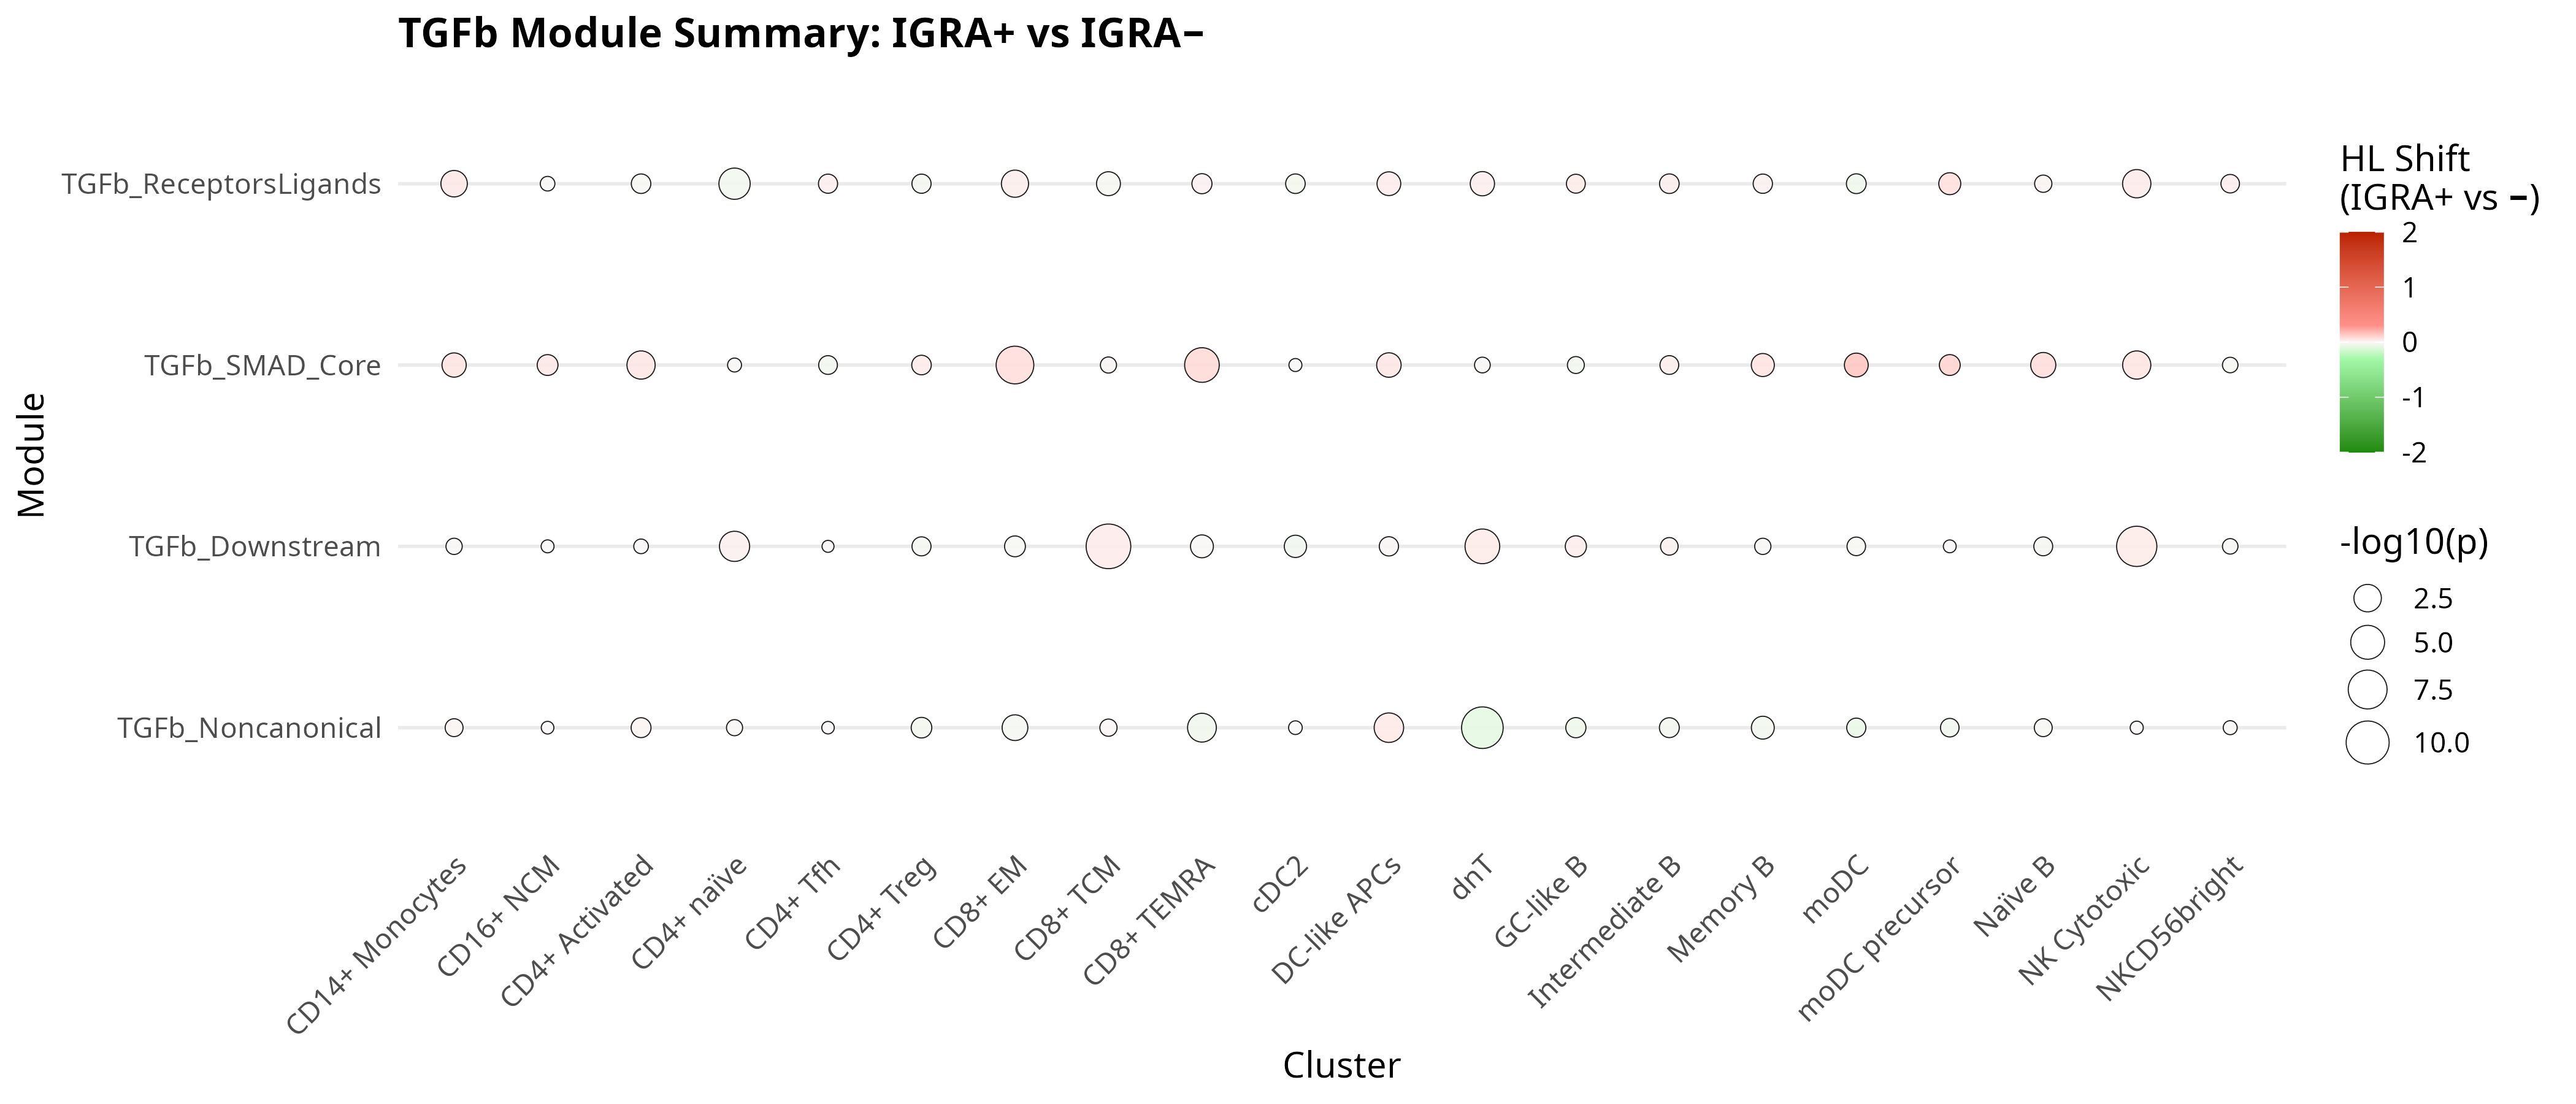 TGFb Module Summary: IGRA+ vs IGRA−
Module
TGFb_ReceptorsLigands
TGFb_SMAD_Core
TGFb_Downstream
TGFb_Noncanonical
CD14+ Monocytes
CD16+ NCM
CD4+ Activated
CD4+ naïve
CD4+ Tfh
CD4+ Treg
CD8+ EM
CD8+ TCM
CD8+ TEMRA
cDC2
DC-like APCs
dnT
GC-like B
Intermediate B
Memory B
moDC
moDC precursor
Naïve B
NK Cytotoxic
NKCD56bright
Cluster
HL Shift
(IGRA+ vs −)
2
1
0
-1
-2
-log10(p)
2.5
5.0
7.5
10.0